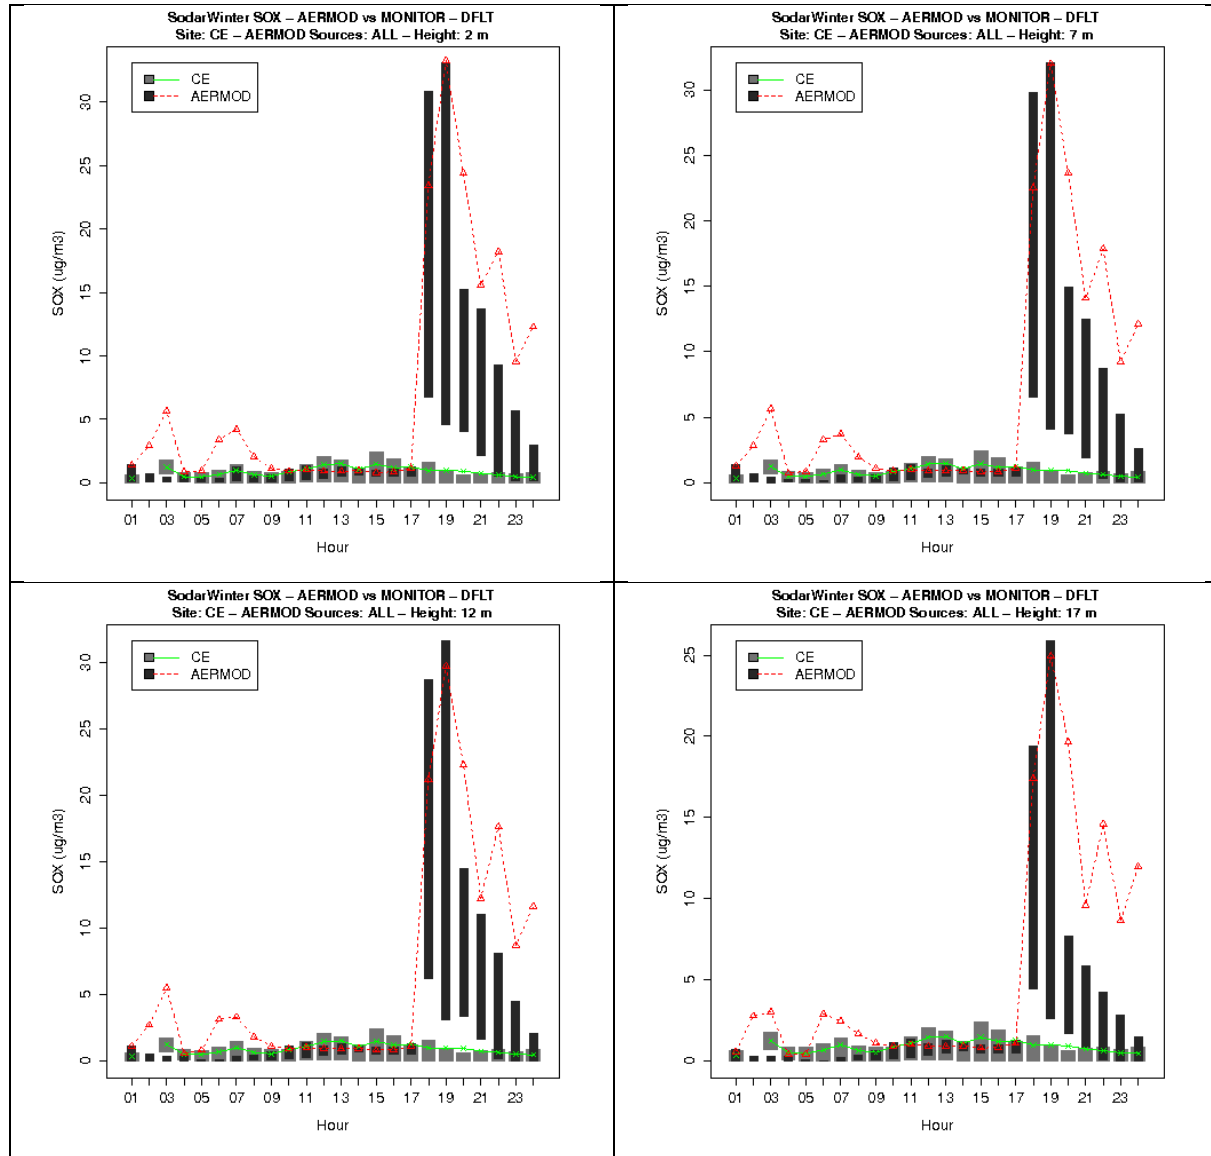 SodarWinter SOX – AERMOD vs MONITOR – DFLT
Site: CE – AERMOD Sources: ALL – Height: 2 m
CE
AERMOD
30
25
20
15
10
5
0
SOX (ug/m3)
01 03 05 07 09 11 13 15 17 19 21 23
Hour
SodarWinter SOX – AERMOD vs MONITOR – DFLT
Site: CE – AERMOD Sources: ALL – Height: 7 m
CE
AERMOD
30
25
20
15
10
5
0
SOX (ug/m3)
01 03 05 07 09 11 13 15 17 19 21 23
Hour
SodarWinter SOX – AERMOD vs MONITOR – DFLT
Site: CE – AERMOD Sources: ALL – Height: 12 m
CE
AERMOD
30
25
20
15
10
5
0
SOX (ug/m3)
01 03 05 07 09 11 13 15 17 19 21 23
Hour
SodarWinter SOX – AERMOD vs MONITOR – DFLT
Site: CE – AERMOD Sources: ALL – Height: 17 m
CE
AERMOD
25
20
15
10
5
0
SOX (ug/m3)
01 03 05 07 09 11 13 15 17 19 21 23
Hour